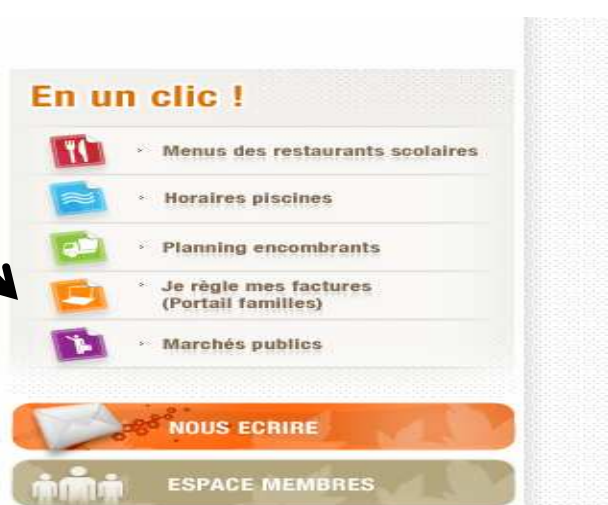 En un clic !
Menus des restaurants scolaires
Horaires piscines
Planning encombrants
Je règle mes factures
(Portail familles)
Marchés publics
NOUS ECRIRE
ESPACE MEMBRES